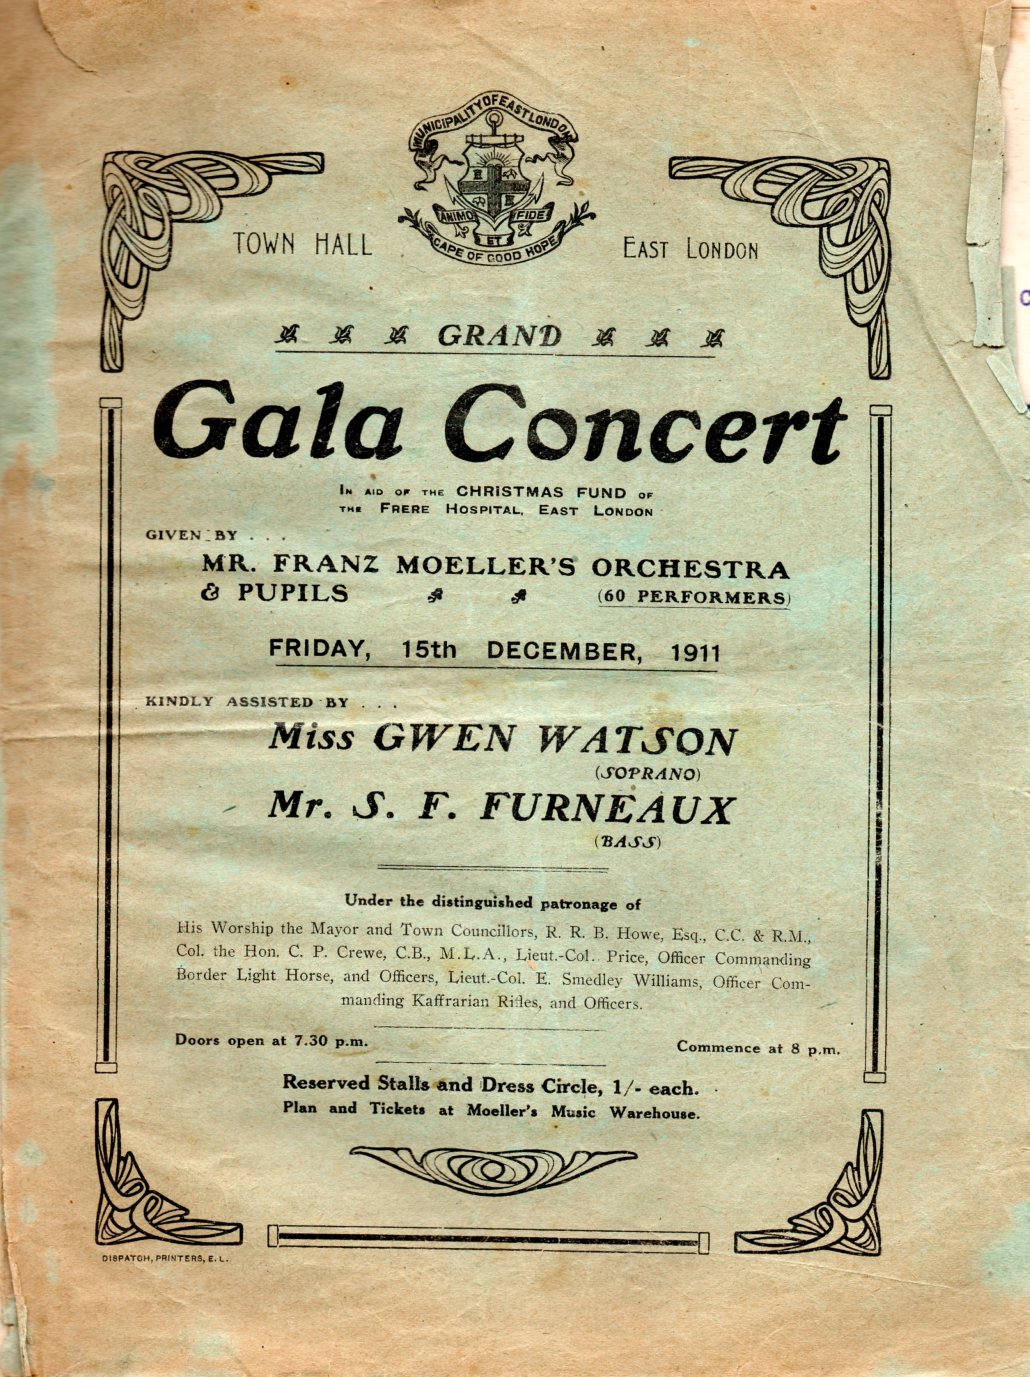 MUNICIPALITY OF EAST LONDON
ANIMO ET FIDE
CAPE OF GOOD HOPE
TOWN HALL
EAST LONDON
GRAND
Gala Concert
IN AID OF THE CHRISTMAS FUND OF
THE FRERE HOSPITAL, EAST LONDON
GIVEN BY . . .
MR. FRANZ MOELLER'S ORCHESTRA
& PUPILS (60 PERFORMERS)
FRIDAY, 15th DECEMBER, 1911
KINDLY ASSISTED BY . . .
Miss GWEN WATSON
(SOPRANO)
Mr. S. F. FURNEAUX
(BASS)
Under the distinguished patronage of
His Worship the Mayor and Town Councillors, R. R. B. Howe, Esq., C.C. & R.M.,
Col. the Hon. C. P. Crewe, C.B., M.L.A., Lieut.-Col. Price, Officer Commanding
Border Light Horse, and Officers, Lieut.-Col. E. Smedley Williams, Officer Com-
manding Kaffrarian Rifles, and Officers.
Doors open at 7.30 p.m.
Commence at 8 p.m.
Reserved Stalls and Dress Circle, 1/- each.
Plan and Tickets at Moeller's Music Warehouse.
DISPATCH, PRINTERS, E. L.